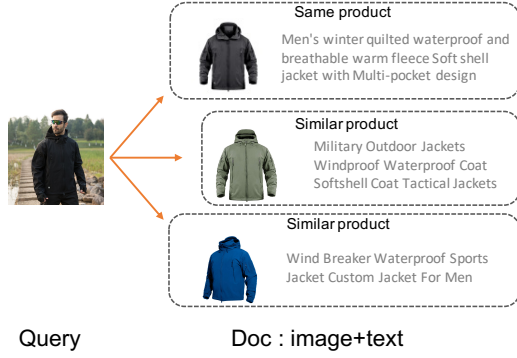 Same product
Men's winter quilted waterproof and
breathable warm fleece Soft shell
jacket with Multi-pocket design
Similar product
Military Outdoor Jackets
Windproof Waterproof Coat
Softshell Coat Tactical Jackets
Similar product
Wind Breaker Waterproof Sports
Jacket Custom Jacket For Men
Query
Doc : image+text